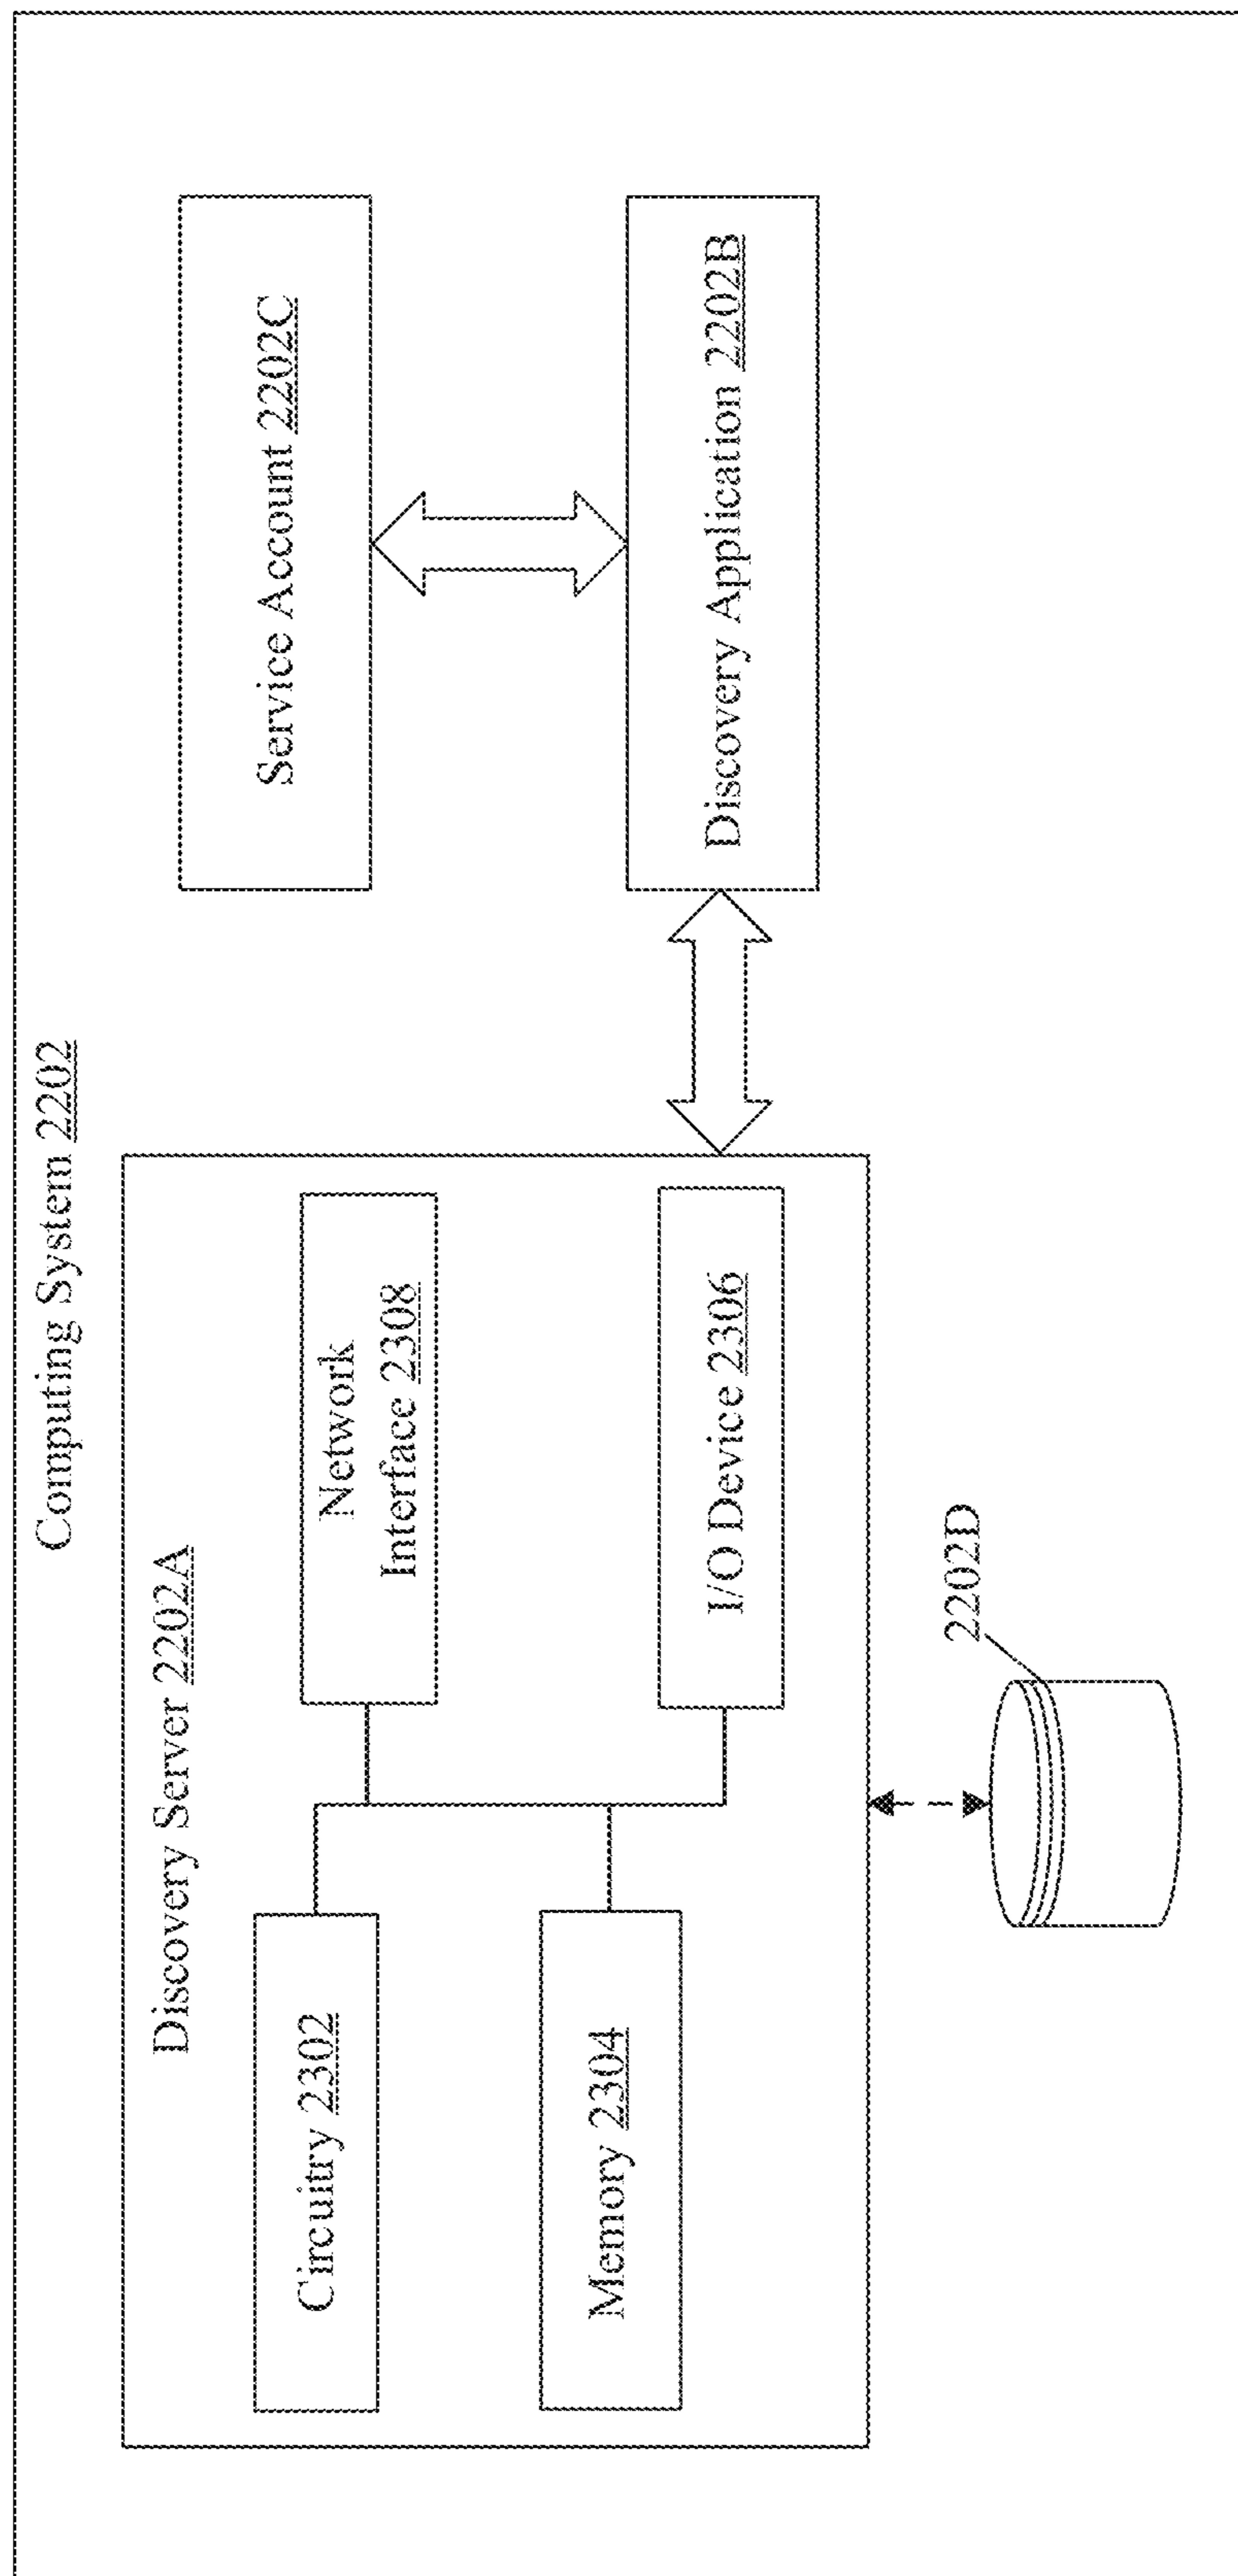 Computing System 2202
Discovery Server 2202A
Circuitry 2302
Network
Interface 2308
Memory 2304
I/O Device 2306
Service Account 2202C
Discovery Application 2202B
2202D